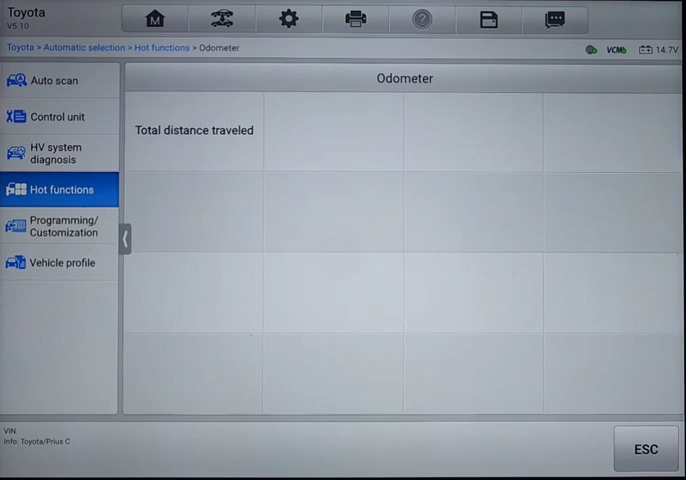 Toyota
V5.10
Toyota > Automatic selection > Hot functions > Odometer
VCM
14.7V
Auto scan
Control unit
HV system
diagnosis
Hot functions
Programming/
Customization
Vehicle profile
Odometer
Total distance traveled
VIN:
Info: Toyota/Prius C
ESC